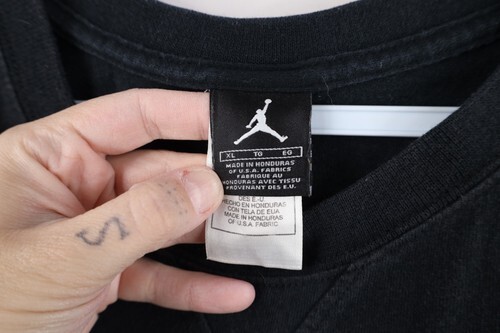 XL TG EG
MADE IN HONDURAS
OF U.S.A. FABRICS
FABRIQUE AU
HONDURAS AVEC TISSU
PROVENANT DES E.U.
DES E.-U.
HECHO EN HONDURAS
CON TELA DE EUA
MADE IN HONDURAS
OF U.S.A FABRIC
S